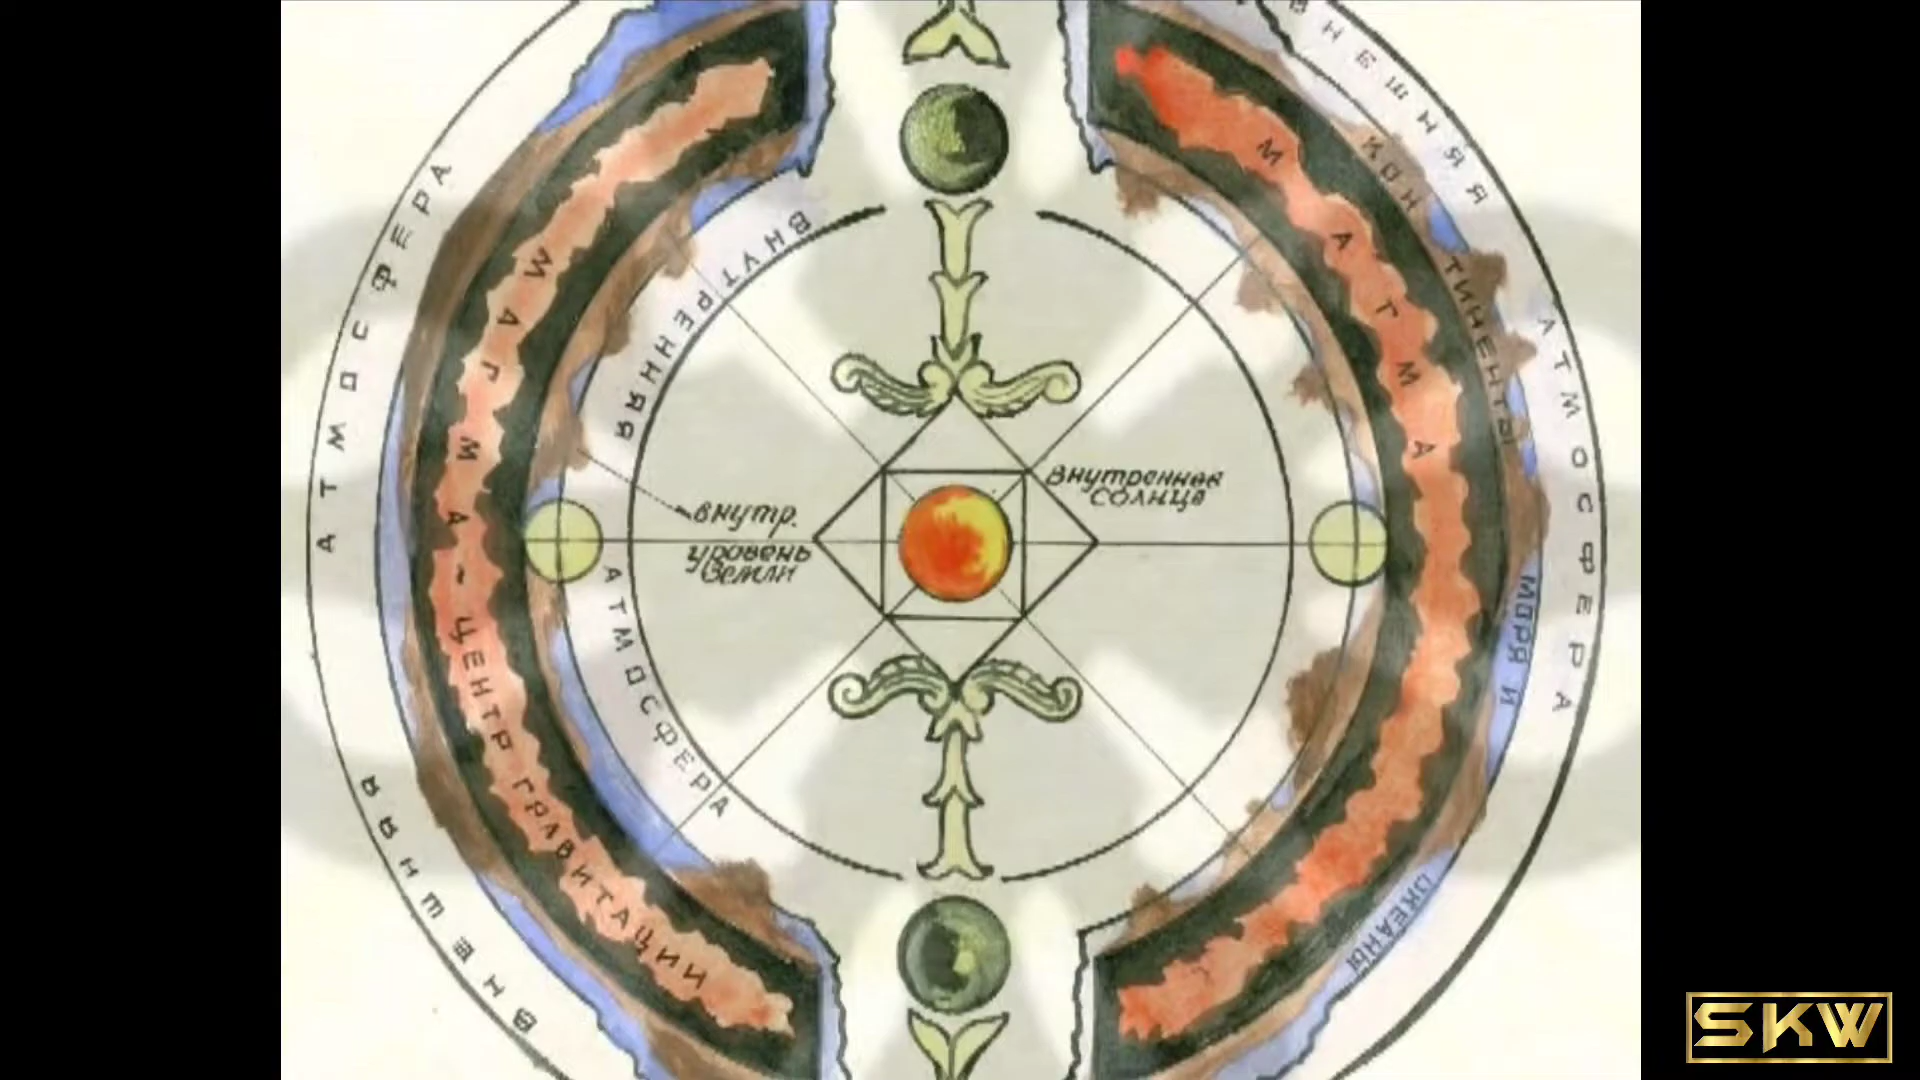 ВНЕШНЯЯ
АТМОСФЕРА
ВНЕШНЯЯ
АТМОСФЕРА
МАГМА
КОНТИНЕНТЫ
МОРЯ И
ОКЕАНЫ
МАГМА - ЦЕНТР ГРАВИТАЦИИ
ВНУТРЕННЯЯ
АТМОСФЕРА
внутр.
уровень
Земли
Внутреннее
солнце
SKW